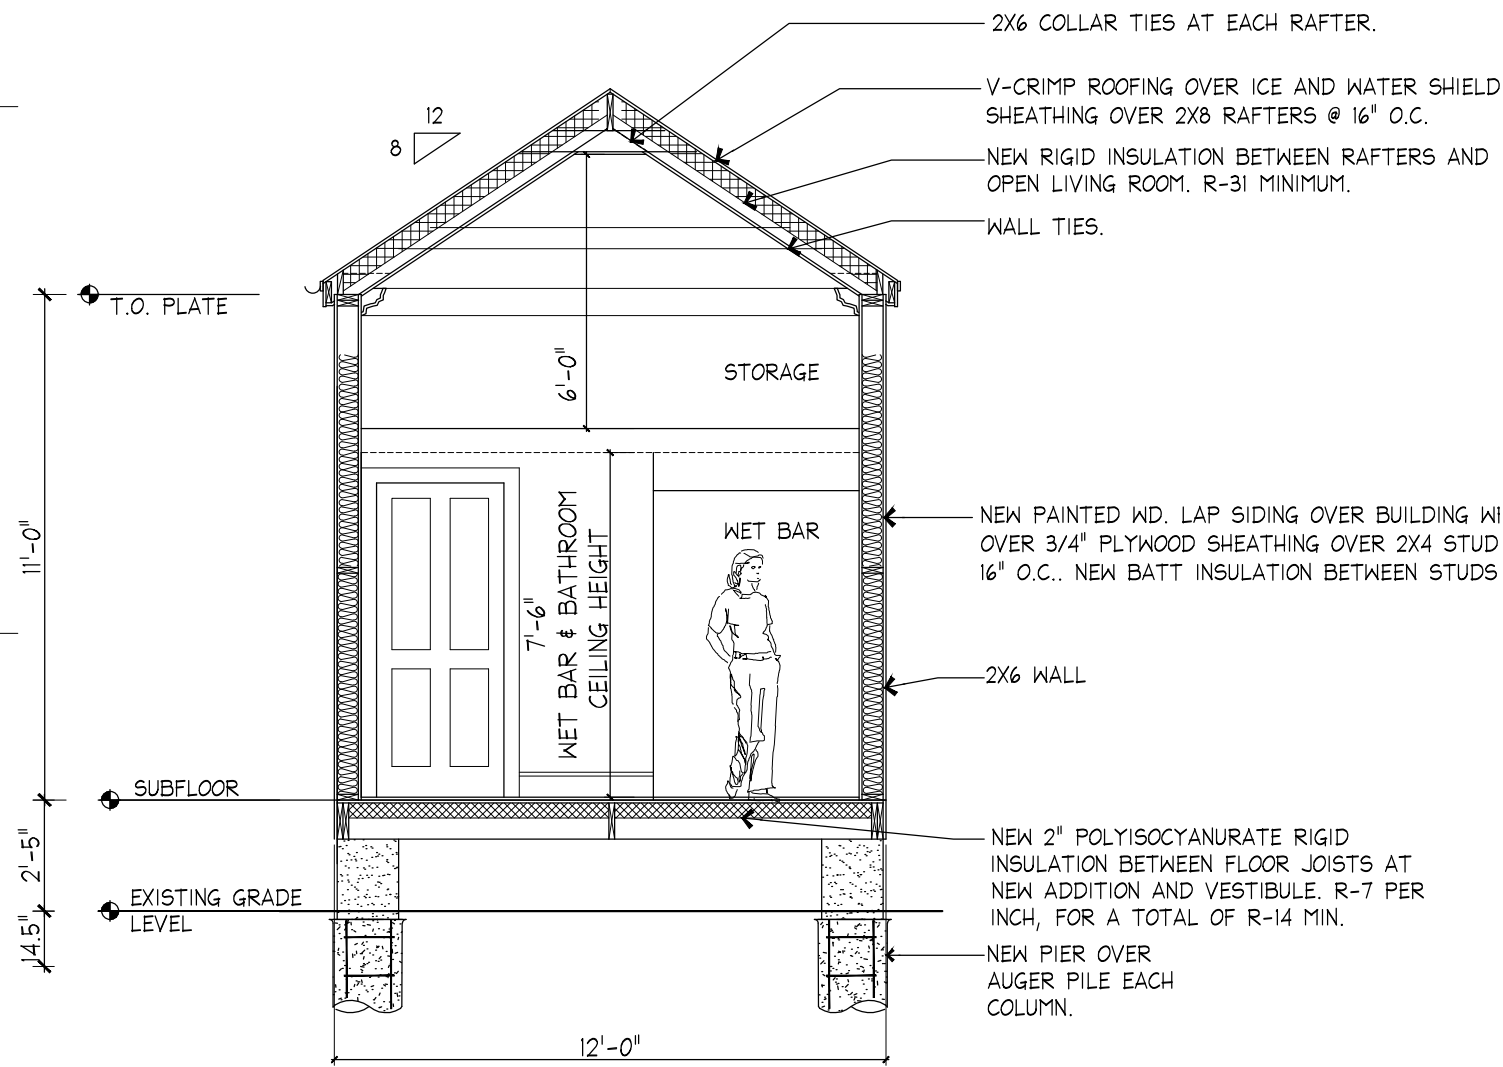 2X6 COLLAR TIES AT EACH RAFTER.
V-CRIMP ROOFING OVER ICE AND WATER SHIELD
SHEATHING OVER 2X8 RAFTERS @ 16" O.C.
NEW RIGID INSULATION BETWEEN RAFTERS AND
OPEN LIVING ROOM. R-31 MINIMUM.
WALL TIES.
12
8
T.O. PLATE
6'-0"
STORAGE
11'-0"
WET BAR
7'-6"
WET BAR & BATHROOM
CEILING HEIGHT
NEW PAINTED WD. LAP SIDING OVER BUILDING
OVER 3/4" PLYWOOD SHEATHING OVER 2X4 STUD
16" O.C.. NEW BATT INSULATION BETWEEN STUDS
2X6 WALL
SUBFLOOR
2'-5"
NEW 2" POLYISOCYANURATE RIGID
INSULATION BETWEEN FLOOR JOISTS AT
NEW ADDITION AND VESTIBULE. R-7 PER
INCH, FOR A TOTAL OF R-14 MIN.
EXISTING GRADE
LEVEL
14.5"
NEW PIER OVER
AUGER PILE EACH
COLUMN.
12'-0"